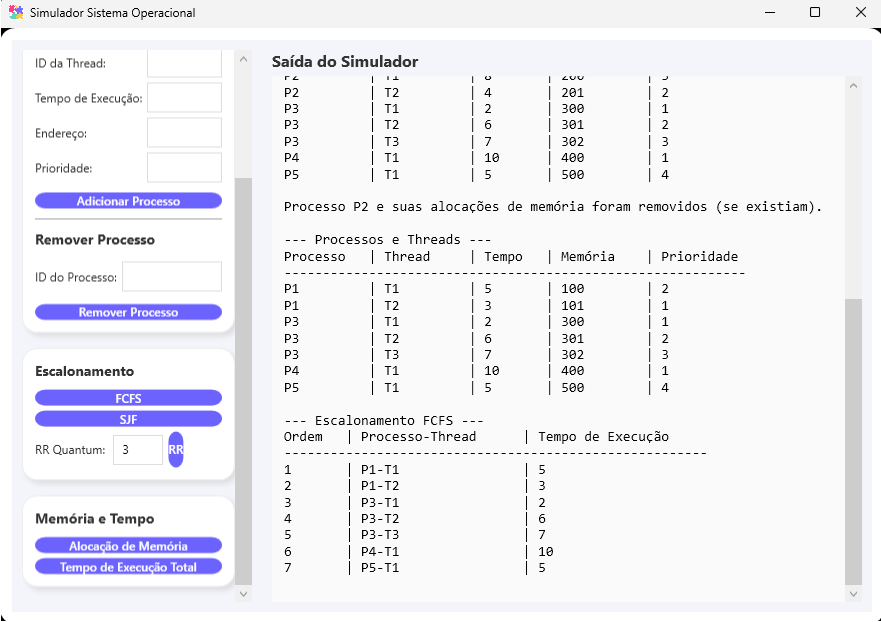 Simulador Sistema Operacional
ID da Thread:
Tempo de Execução:
Endereço:
Prioridade:
Adicionar Processo
Remover Processo
ID do Processo:
Remover Processo
Escalonamento
FCFS
SJF
RR Quantum: 3 RR
Memória e Tempo
Alocação de Memória
Tempo de Execução Total
Saída do Simulador
P2 | T1 | 8 | 200 | 3
P2 | T2 | 4 | 201 | 2
P3 | T1 | 2 | 300 | 1
P3 | T2 | 6 | 301 | 2
P3 | T3 | 7 | 302 | 3
P4 | T1 | 10 | 400 | 1
P5 | T1 | 5 | 500 | 4
Processo P2 e suas alocações de memória foram removidos (se existiam).
--- Processos e Threads ---
Processo | Thread | Tempo | Memória | Prioridade
------------------------------------------------------------
P1 | T1 | 5 | 100 | 2
P1 | T2 | 3 | 101 | 1
P3 | T1 | 2 | 300 | 1
P3 | T2 | 6 | 301 | 2
P3 | T3 | 7 | 302 | 3
P4 | T1 | 10 | 400 | 1
P5 | T1 | 5 | 500 | 4
--- Escalonamento FCFS ---
Ordem | Processo-Thread | Tempo de Execução
-------------------------------------------------------
1 | P1-T1 | 5
2 | P1-T2 | 3
3 | P3-T1 | 2
4 | P3-T2 | 6
5 | P3-T3 | 7
6 | P4-T1 | 10
7 | P5-T1 | 5